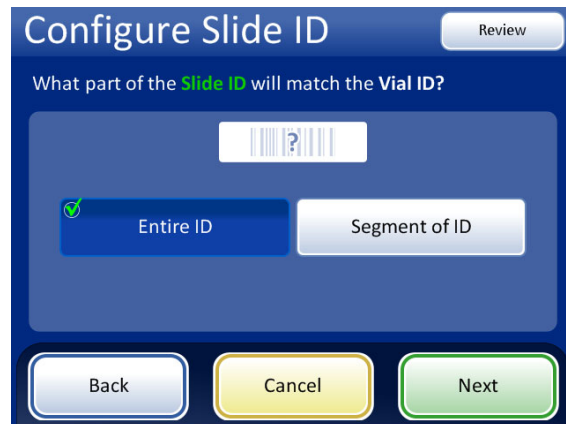 Configure Slide ID
Review
What part of the Slide ID will match the Vial ID?
?
Entire ID
Segment of ID
Back
Cancel
Next